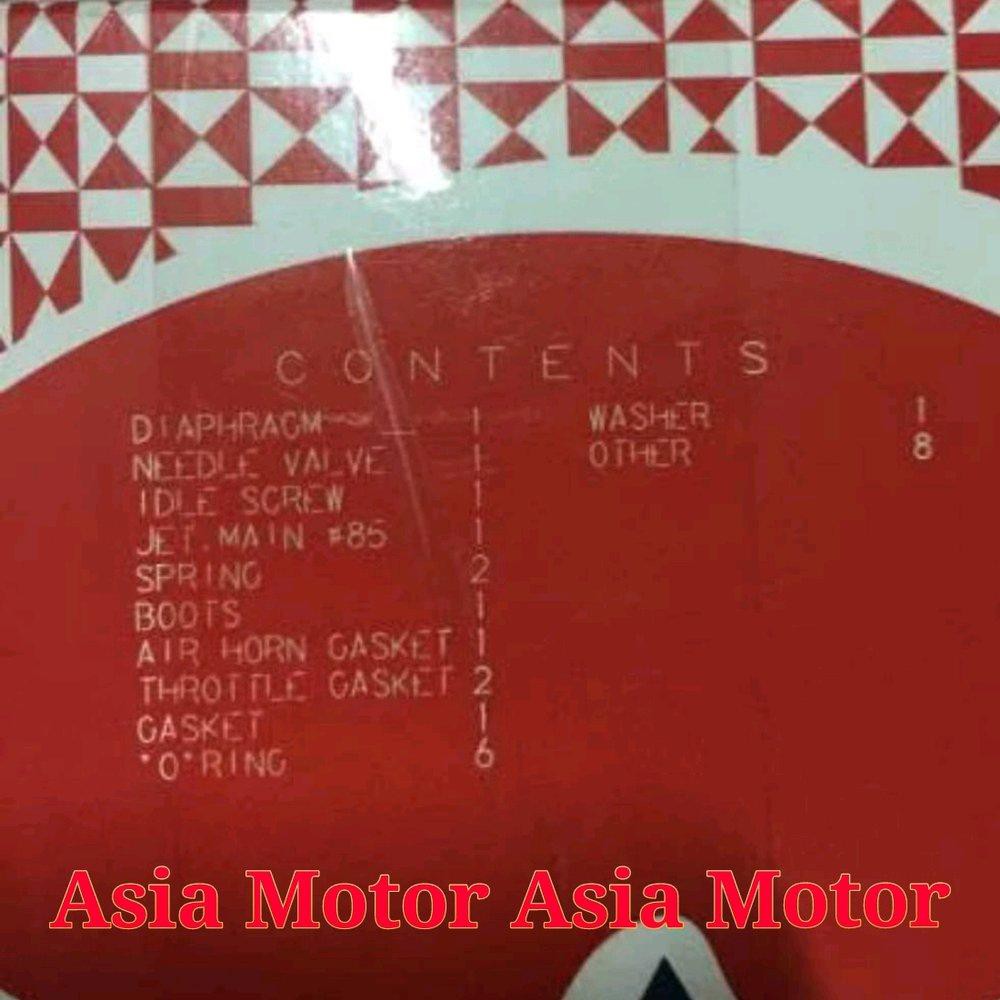 CONTENTS
DIAPHRAGM 1
NEEDLE VALVE 1
IDLE SCREW 1
JET. MAIN #85 1
SPRING 2
BOOTS 1
AIR HORN GASKET 1
THROTTLE GASKET 2
GASKET 1
"O" RING 6
WASHER 1
OTHER 8
Asia Motor Asia Motor